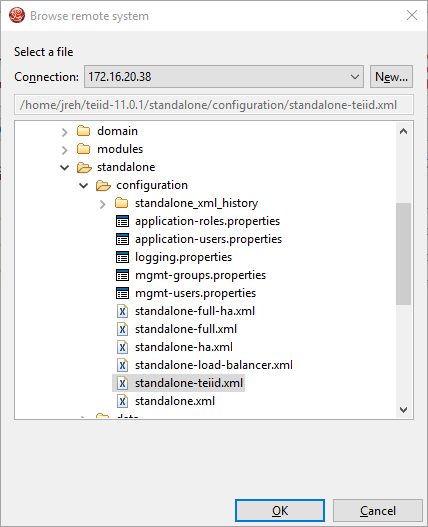 Browse remote system
Select a file
Connection: 172.16.20.38 New...
/home/jreh/teiid-11.0.1/standalone/configuration/standalone-teiid.xml
domain
modules
standalone
configuration
standalone_xml_history
application-roles.properties
application-users.properties
logging.properties
mgmt-groups.properties
mgmt-users.properties
standalone-full-ha.xml
standalone-full.xml
standalone-ha.xml
standalone-load-balancer.xml
standalone-teiid.xml
standalone.xml
OK Cancel